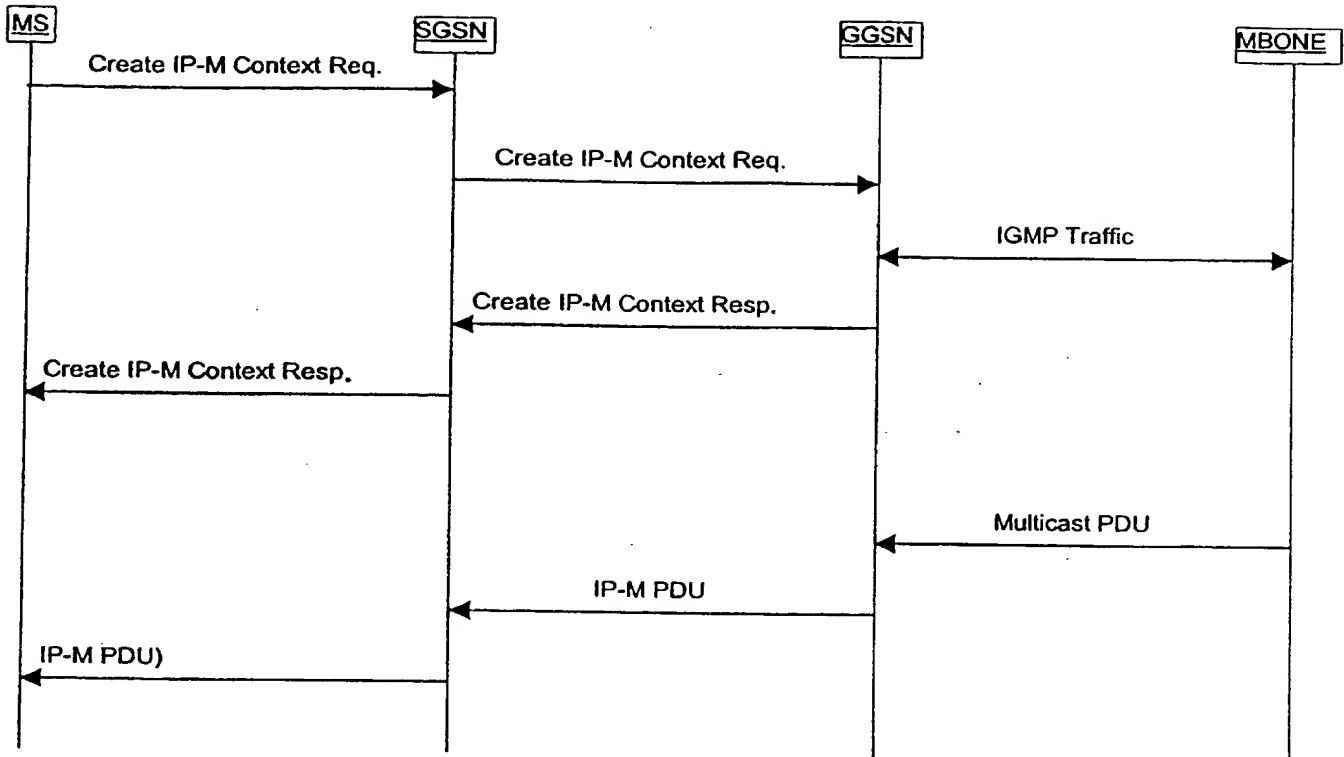 MS
SGSN
GGSN
MBONE
Create IP-M Context Req.
Create IP-M Context Req.
IGMP Traffic
Create IP-M Context Resp.
Create IP-M Context Resp.
Multicast PDU
IP-M PDU
IP-M PDU)